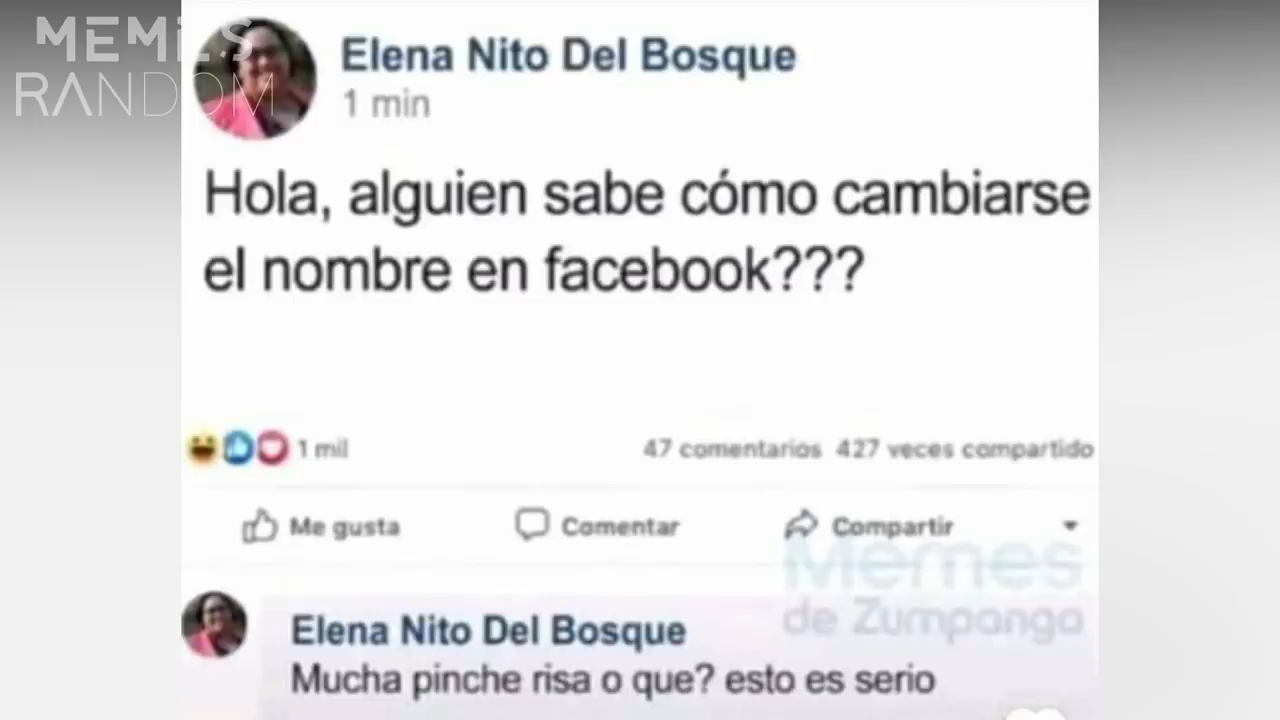 MEMES
RANDOM
Elena Nito Del Bosque
1 min
Hola, alguien sabe cómo cambiarse
el nombre en facebook???
1 mil
47 comentarios 427 veces compartido
Me gusta
Comentar
Compartir
Memes
de Zumpango
Elena Nito Del Bosque
Mucha pinche risa o que? esto es serio